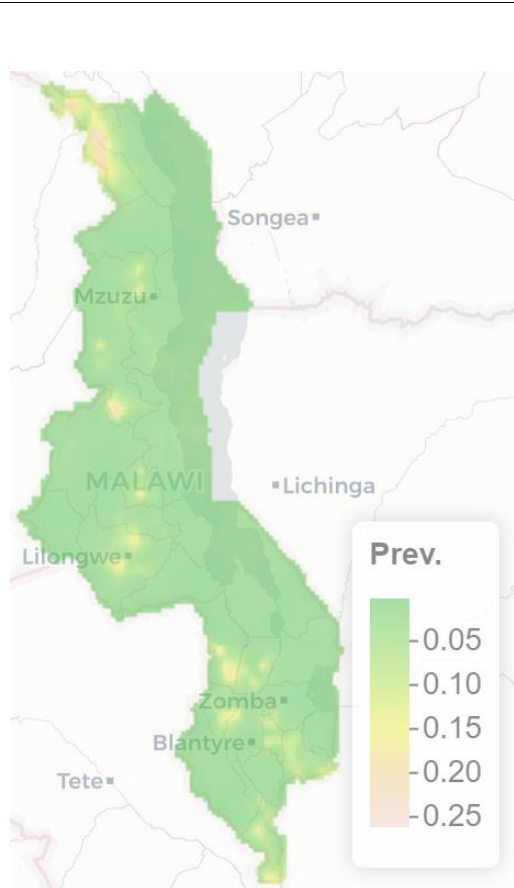 Songea
Mzuzu
MALAWI
Lichinga
Prev.
Lilongwe
0.05
0.10
Zomba
0.15
Blantyre
0.20
Tete
0.25